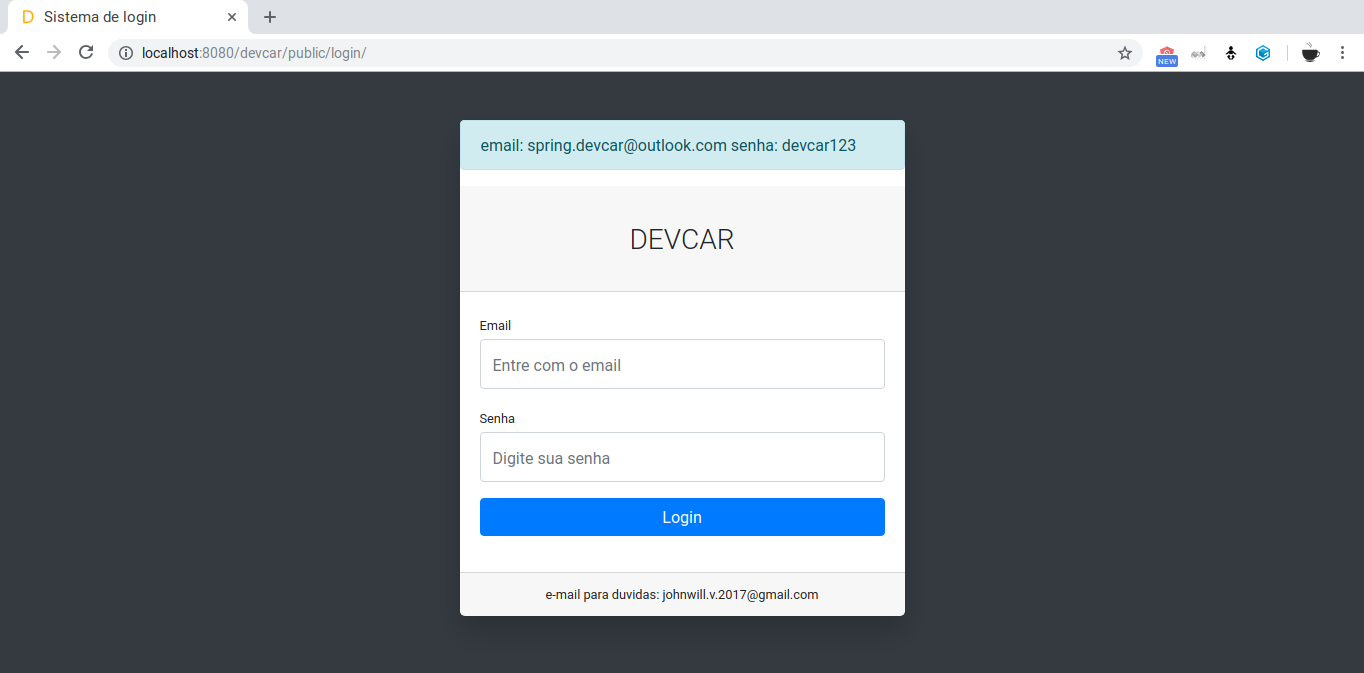 Sistema de login
localhost:8080/devcar/public/login/
NEW
email: spring.devcar@outlook.com senha: devcar123
DEVCAR
Email
Entre com o email
Senha
Digite sua senha
Login
e-mail para duvidas: johnwill.v.2017@gmail.com